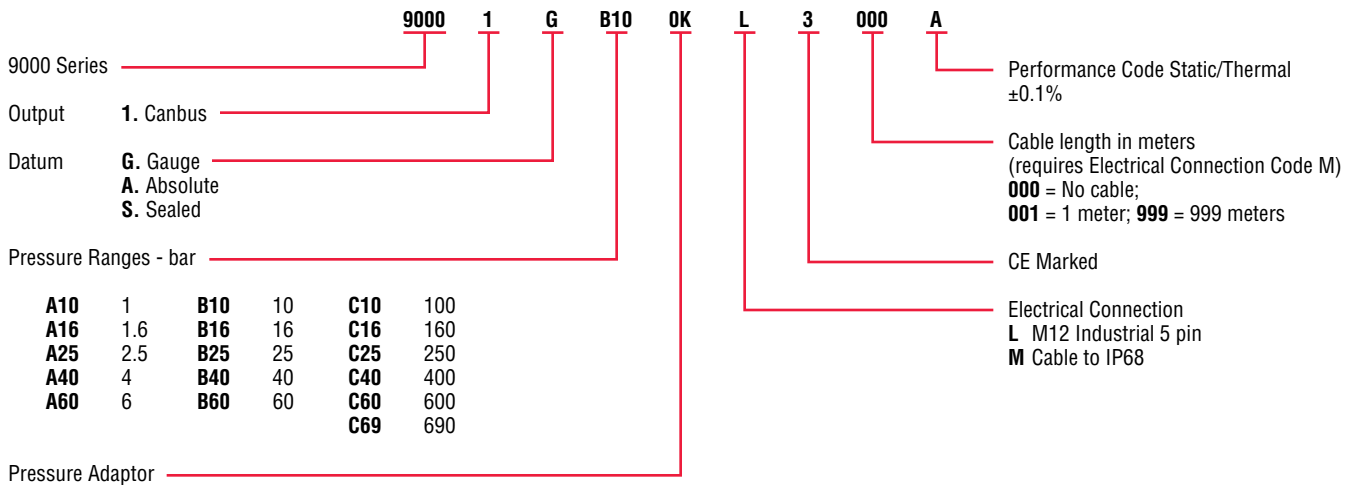 9000 1 G B10 0K L 3 000 A
9000 Series
Output 1. Canbus
Datum G. Gauge
A. Absolute
S. Sealed
Pressure Ranges - bar
A10 1 B10 10 C10 100
A16 1.6 B16 16 C16 160
A25 2.5 B25 25 C25 250
A40 4 B40 40 C40 400
A60 6 B60 60 C60 600
C69 690
Pressure Adaptor
Performance Code Static/Thermal
±0.1%
Cable length in meters
(requires Electrical Connection Code M)
000 = No cable;
001 = 1 meter; 999 = 999 meters
CE Marked
Electrical Connection
L M12 Industrial 5 pin
M Cable to IP68